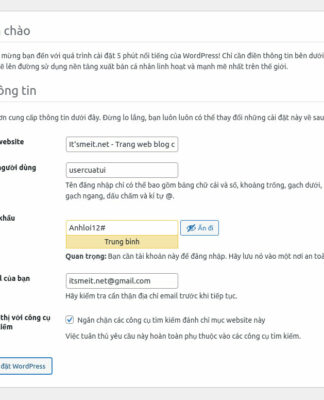 chào
mừng bạn đến với quá trình cài đặt 5 phút nổi tiếng của WordPress! Chỉ cần điền thông tin bên dưới
sẽ lên đường sử dụng nền tảng xuất bản cá nhân linh hoạt và mạnh mẽ nhất trên thế giới.
ông tin
cung cấp thông tin dưới đây. Đừng lo lắng, bạn luôn luôn có thể thay đổi những cài đặt này về sau
website
It'smeit.net - Trang web blog c
người dùng
usercuatui
Tên đăng nhập chỉ có thể bao gồm bảng chữ cái và số, khoảng trống, gạch dưới,
gạch ngang, dấu chấm và kí tự @.
khẩu
Anhloi12#
Ẩn đi
Trung bình
Quan trọng: Bạn cần tài khoản này để đăng nhập. Hãy lưu nó vào một nơi an toà
l của bạn
itsmeit.net@gmail.com
Hãy kiểm tra cẩn thận địa chỉ email trước khi tiếp tục.
thị với công cụ
kiếm
Ngăn chặn các công cụ tìm kiếm đánh chỉ mục website này
Việc tuân thủ yêu cầu này hoàn toàn phụ thuộc vào các công cụ tìm kiếm.
đặt WordPress